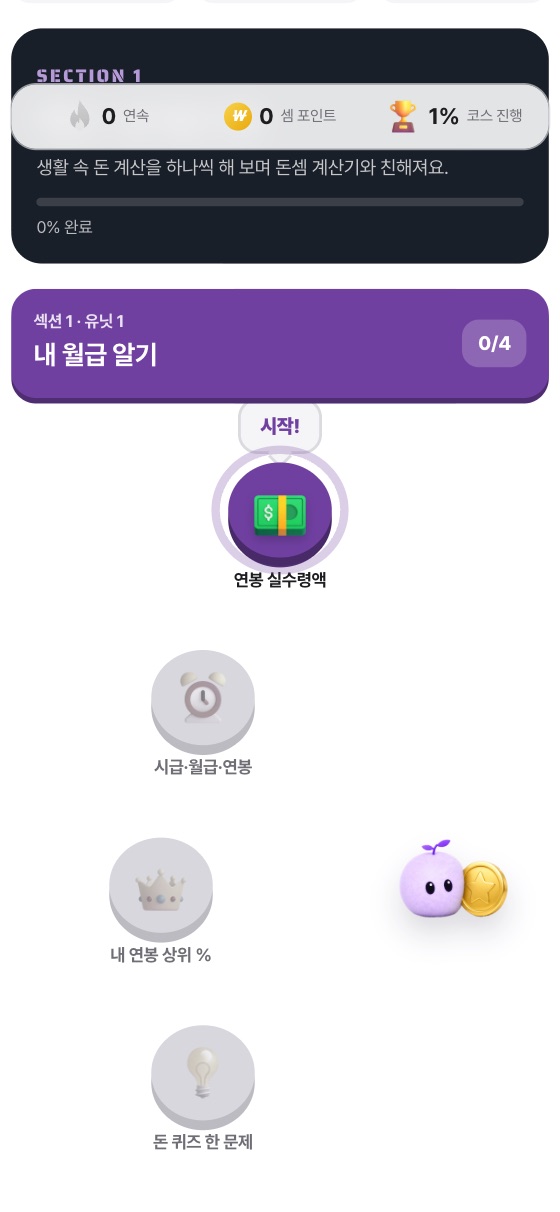 SECTION 1
0 연속 0 셈 포인트 1% 코스 진행
생활 속 돈 계산을 하나씩 해 보며 돈셈 계산기와 친해져요.
0% 완료
섹션 1 · 유닛 1
내 월급 알기
0/4
시작!
연봉 실수령액
시급·월급·연봉
내 연봉 상위 %
돈 퀴즈 한 문제